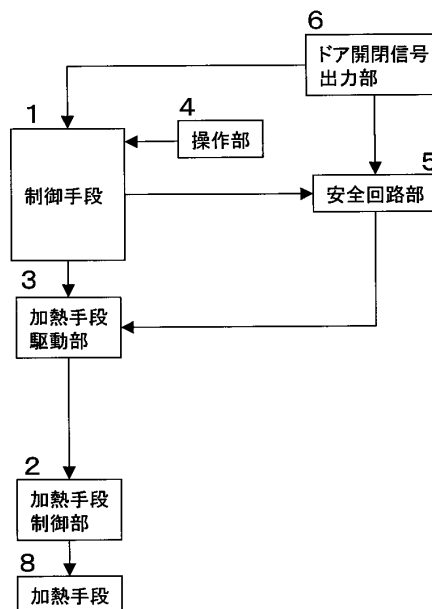 6
ドア開閉信号
出力部
1
4
操作部
制御手段
5
安全回路部
3
加熱手段
駆動部
2
加熱手段
制御部
8
加熱手段